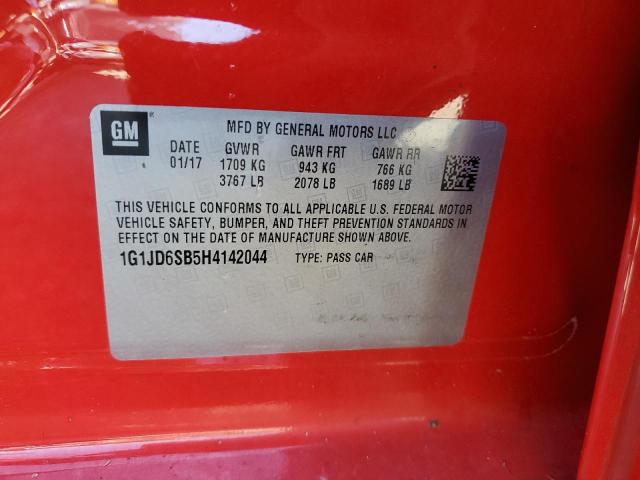 GM
MFD BY GENERAL MOTORS LLC
DATE GVWR GAWR FRT GAWR RR
01/17 1709 KG 943 KG 766 KG
3767 LB 2078 LB 1689 LB
THIS VEHICLE CONFORMS TO ALL APPLICABLE U.S. FEDERAL MOTOR
VEHICLE SAFETY, BUMPER, AND THEFT PREVENTION STANDARDS IN
EFFECT ON THE DATE OF MANUFACTURE SHOWN ABOVE.
1G1JD6SB5H4142044 TYPE: PASS CAR